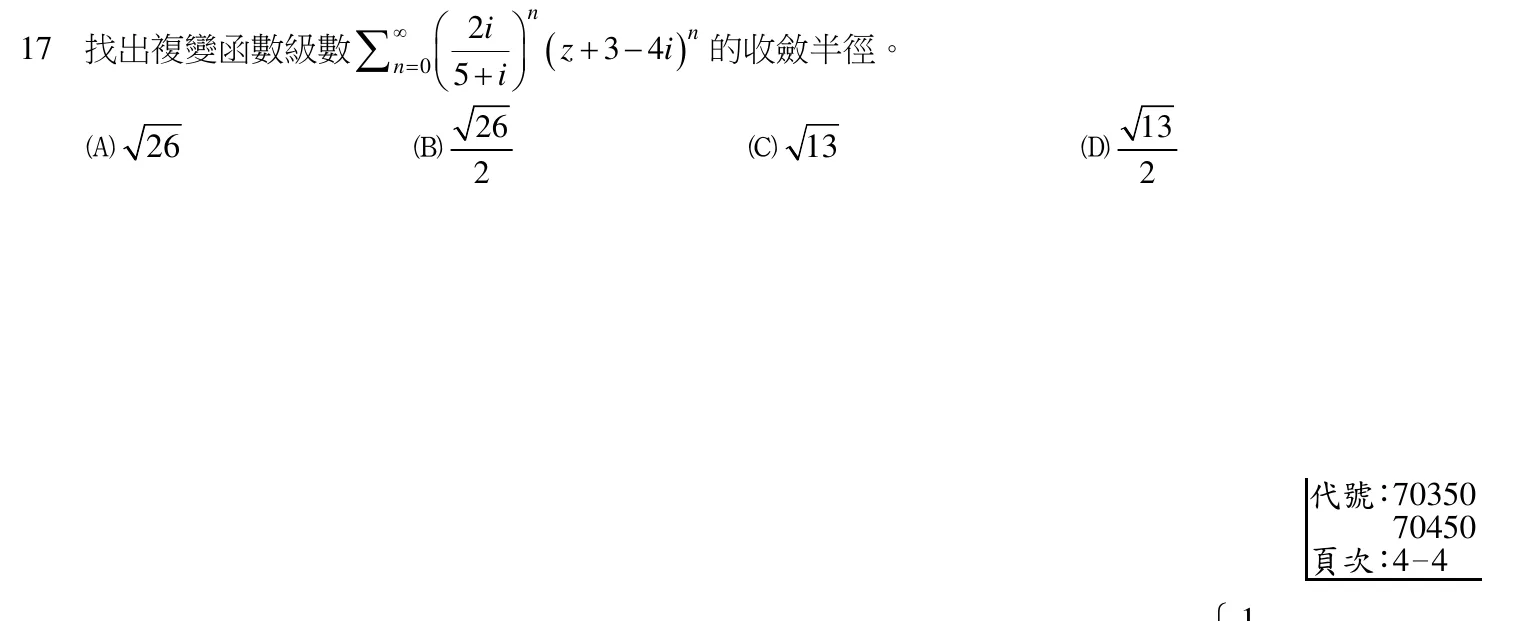 17 找出複變函數級數 $\sum_{n=0}^{\infty}\left(\frac{2i}{5+i}\right)^n (z+3-4i)^n$ 的收斂半徑。
(A) $\sqrt{26}$ (B) $\frac{\sqrt{26}}{2}$ (C) $\sqrt{13}$ (D) $\frac{\sqrt{13}}{2}$
代號：70350
70450
頁次：4－4
1